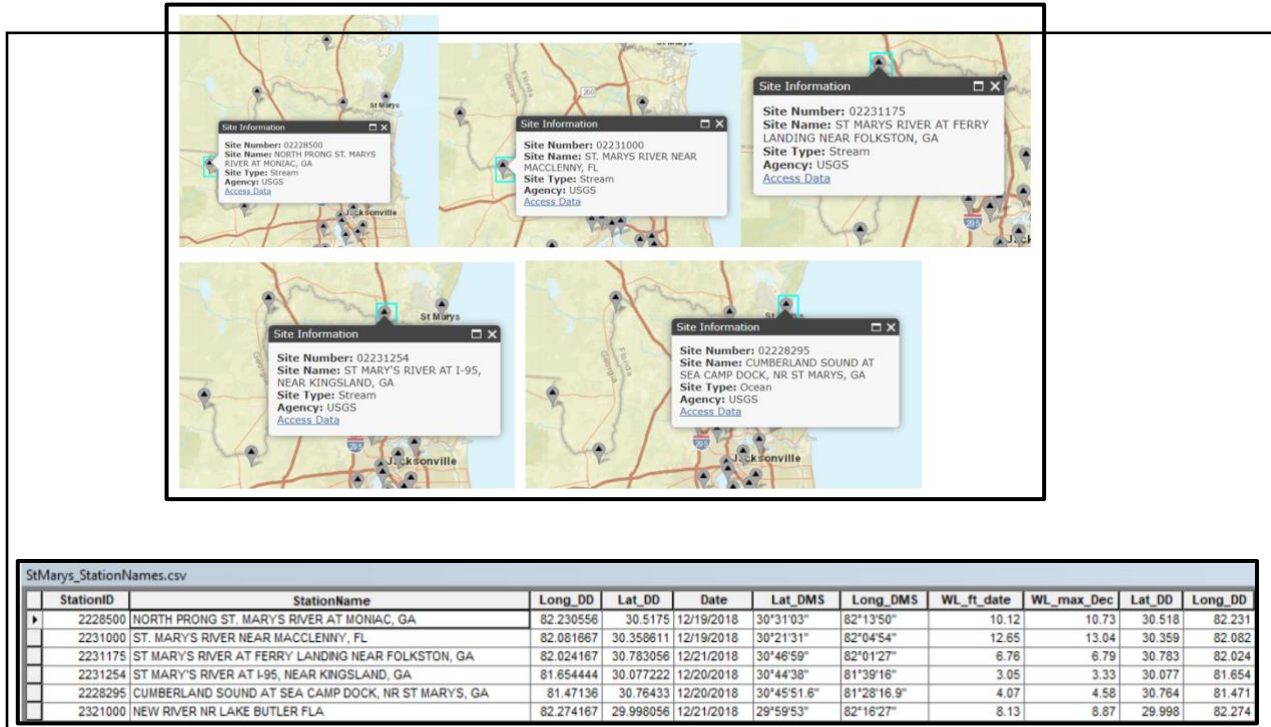 St Marys
Site Information
Site Number: 02228500
Site Name: NORTH PRONG ST. MARYS
RIVER AT MONIAC, GA
Site Type: Stream
Agency: USGS
Access Data
Jacksonville
Florida
Georgia
200
Site Information
Site Number: 02231000
Site Name: ST. MARYS RIVER NEAR
MACCLENNY, FL
Site Type: Stream
Agency: USGS
Access Data
Site Information
Site Number: 02231175
Site Name: ST MARYS RIVER AT FERRY
LANDING NEAR FOLKSTON, GA
Site Type: Stream
Agency: USGS
Access Data
295
Jack
St Marys
Site Information
Site Number: 02231254
Site Name: ST MARY'S RIVER AT I-95,
NEAR KINGSLAND, GA
Site Type: Stream
Agency: USGS
Access Data
Georgia
295
Jacksonville
Florida
Georgia
Site Information
Site Number: 02228295
Site Name: CUMBERLAND SOUND AT
SEA CAMP DOCK, NR ST MARYS, GA
Site Type: Ocean
Agency: USGS
Access Data
295
Jacksonville
StMarys_StationNames.csv
StationID StationName Long_DD Lat_DD Date Lat_DMS Long_DMS WL_ft_date WL_max_Dec Lat_DD Long_DD
2228500 NORTH PRONG ST. MARY'S RIVER AT MONIAC, GA 82.230556 30.5175 12/19/2018 30°31'03" 82°13'50" 10.12 10.73 30.518 82.231
2231000 ST. MARY'S RIVER NEAR MACCLENNY, FL 82.081667 30.358611 12/19/2018 30°21'31" 82°04'54" 12.65 13.04 30.359 82.082
2231175 ST MARYS RIVER AT FERRY LANDING NEAR FOLKSTON, GA 82.024167 30.783056 12/21/2018 30°46'59" 82°01'27" 6.76 6.79 30.783 82.024
2231254 ST MARY'S RIVER AT I-95, NEAR KINGSLAND, GA 81.654444 30.077222 12/20/2018 30°44'38" 81°39'16" 3.05 3.33 30.077 81.654
2228295 CUMBERLAND SOUND AT SEA CAMP DOCK, NR ST MARYS, GA 81.47136 30.76433 12/20/2018 30°45'51.6" 81°28'16.9" 4.07 4.58 30.764 81.471
2321000 NEW RIVER NR LAKE BUTLER FLA 82.274167 29.998056 12/21/2018 29°59'53" 82°16'27" 8.13 8.87 29.998 82.274